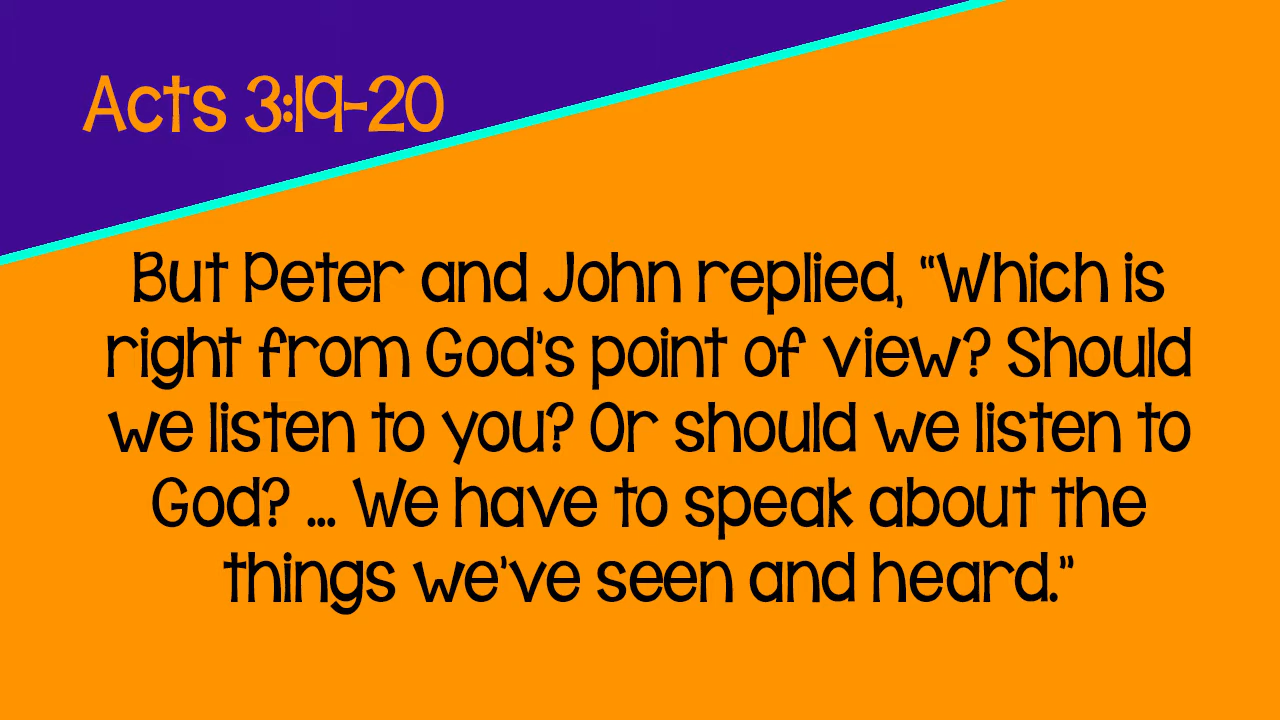 Acts 3:19-20
But Peter and John replied, “Which is
right from God’s point of view? Should
we listen to you? Or should we listen to
God? ... We have to speak about the
things we’ve seen and heard.”